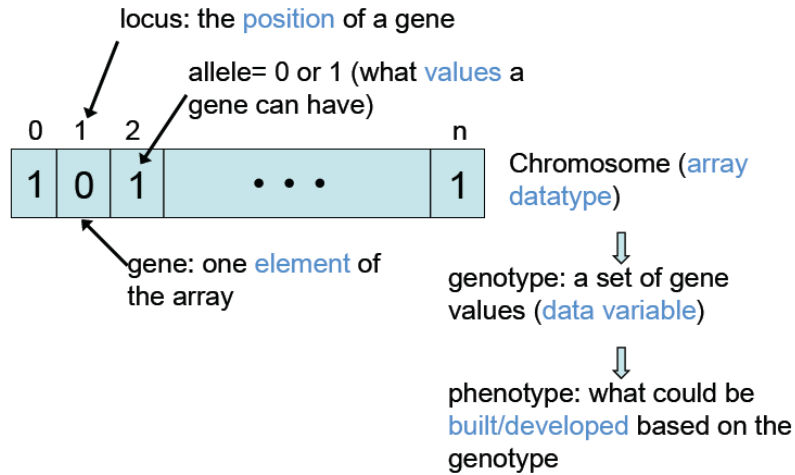 locus: the position of a gene
allele= 0 or 1 (what values a
gene can have)
0 1 2 n
1 0 1 • • • 1
Chromosome (array
datatype)
gene: one element of
the array
genotype: a set of gene
values (data variable)
phenotype: what could be
built/developed based on the
genotype